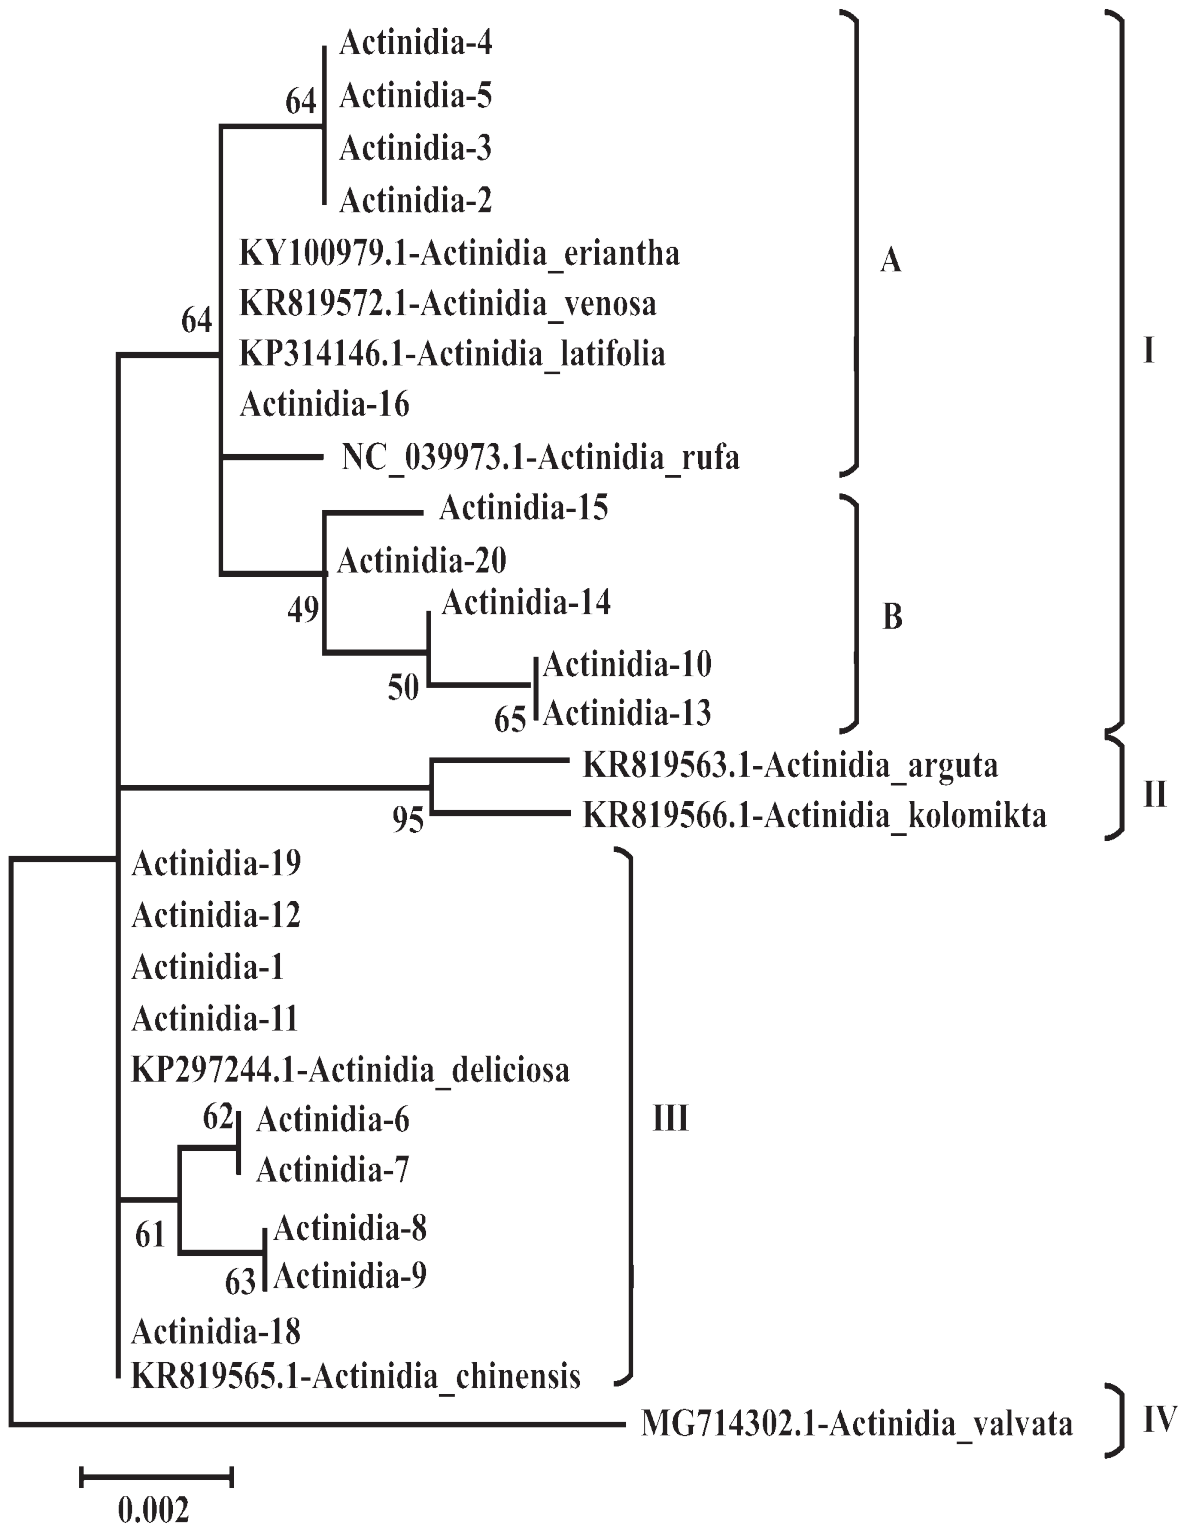 Actinidia-4
64
Actinidia-5
Actinidia-3
Actinidia-2
KY100979.1-Actinidia_eriantha
A
KR819572.1-Actinidia_venosa
64
KP314146.1-Actinidia_latifolia
I
Actinidia-16
NC_039973.1-Actinidia_rufa
Actinidia-15
Actinidia-20
49
Actinidia-14
B
Actinidia-10
50
65
Actinidia-13
KR819563.1-Actinidia_arguta
II
95
KR819566.1-Actinidia_kolomikta
Actinidia-19
Actinidia-12
Actinidia-1
Actinidia-11
KP297244.1-Actinidia_deliciosa
62
Actinidia-6
III
Actinidia-7
61
Actinidia-8
63
Actinidia-9
Actinidia-18
KR819565.1-Actinidia_chinensis
MG714302.1-Actinidia_valvata
IV
0.002